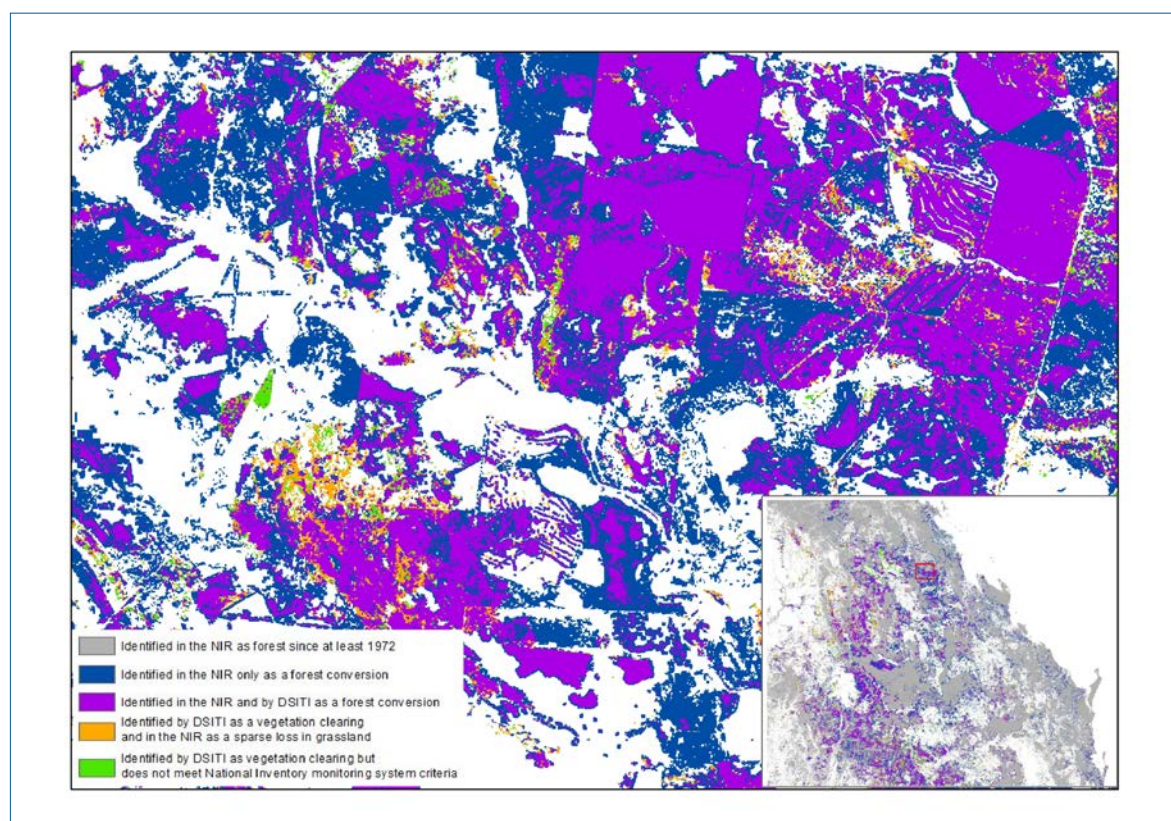 Identified in the NIR as forest since at least 1972
Identified in the NIR only as a forest conversion
Identified in the NIR and by DSITI as a forest conversion
Identified by DSITI as a vegetation clearing
and in the NIR as a sparse loss in grassland
Identified by DSITI as vegetation clearing but
does not meet National Inventory monitoring system criteria